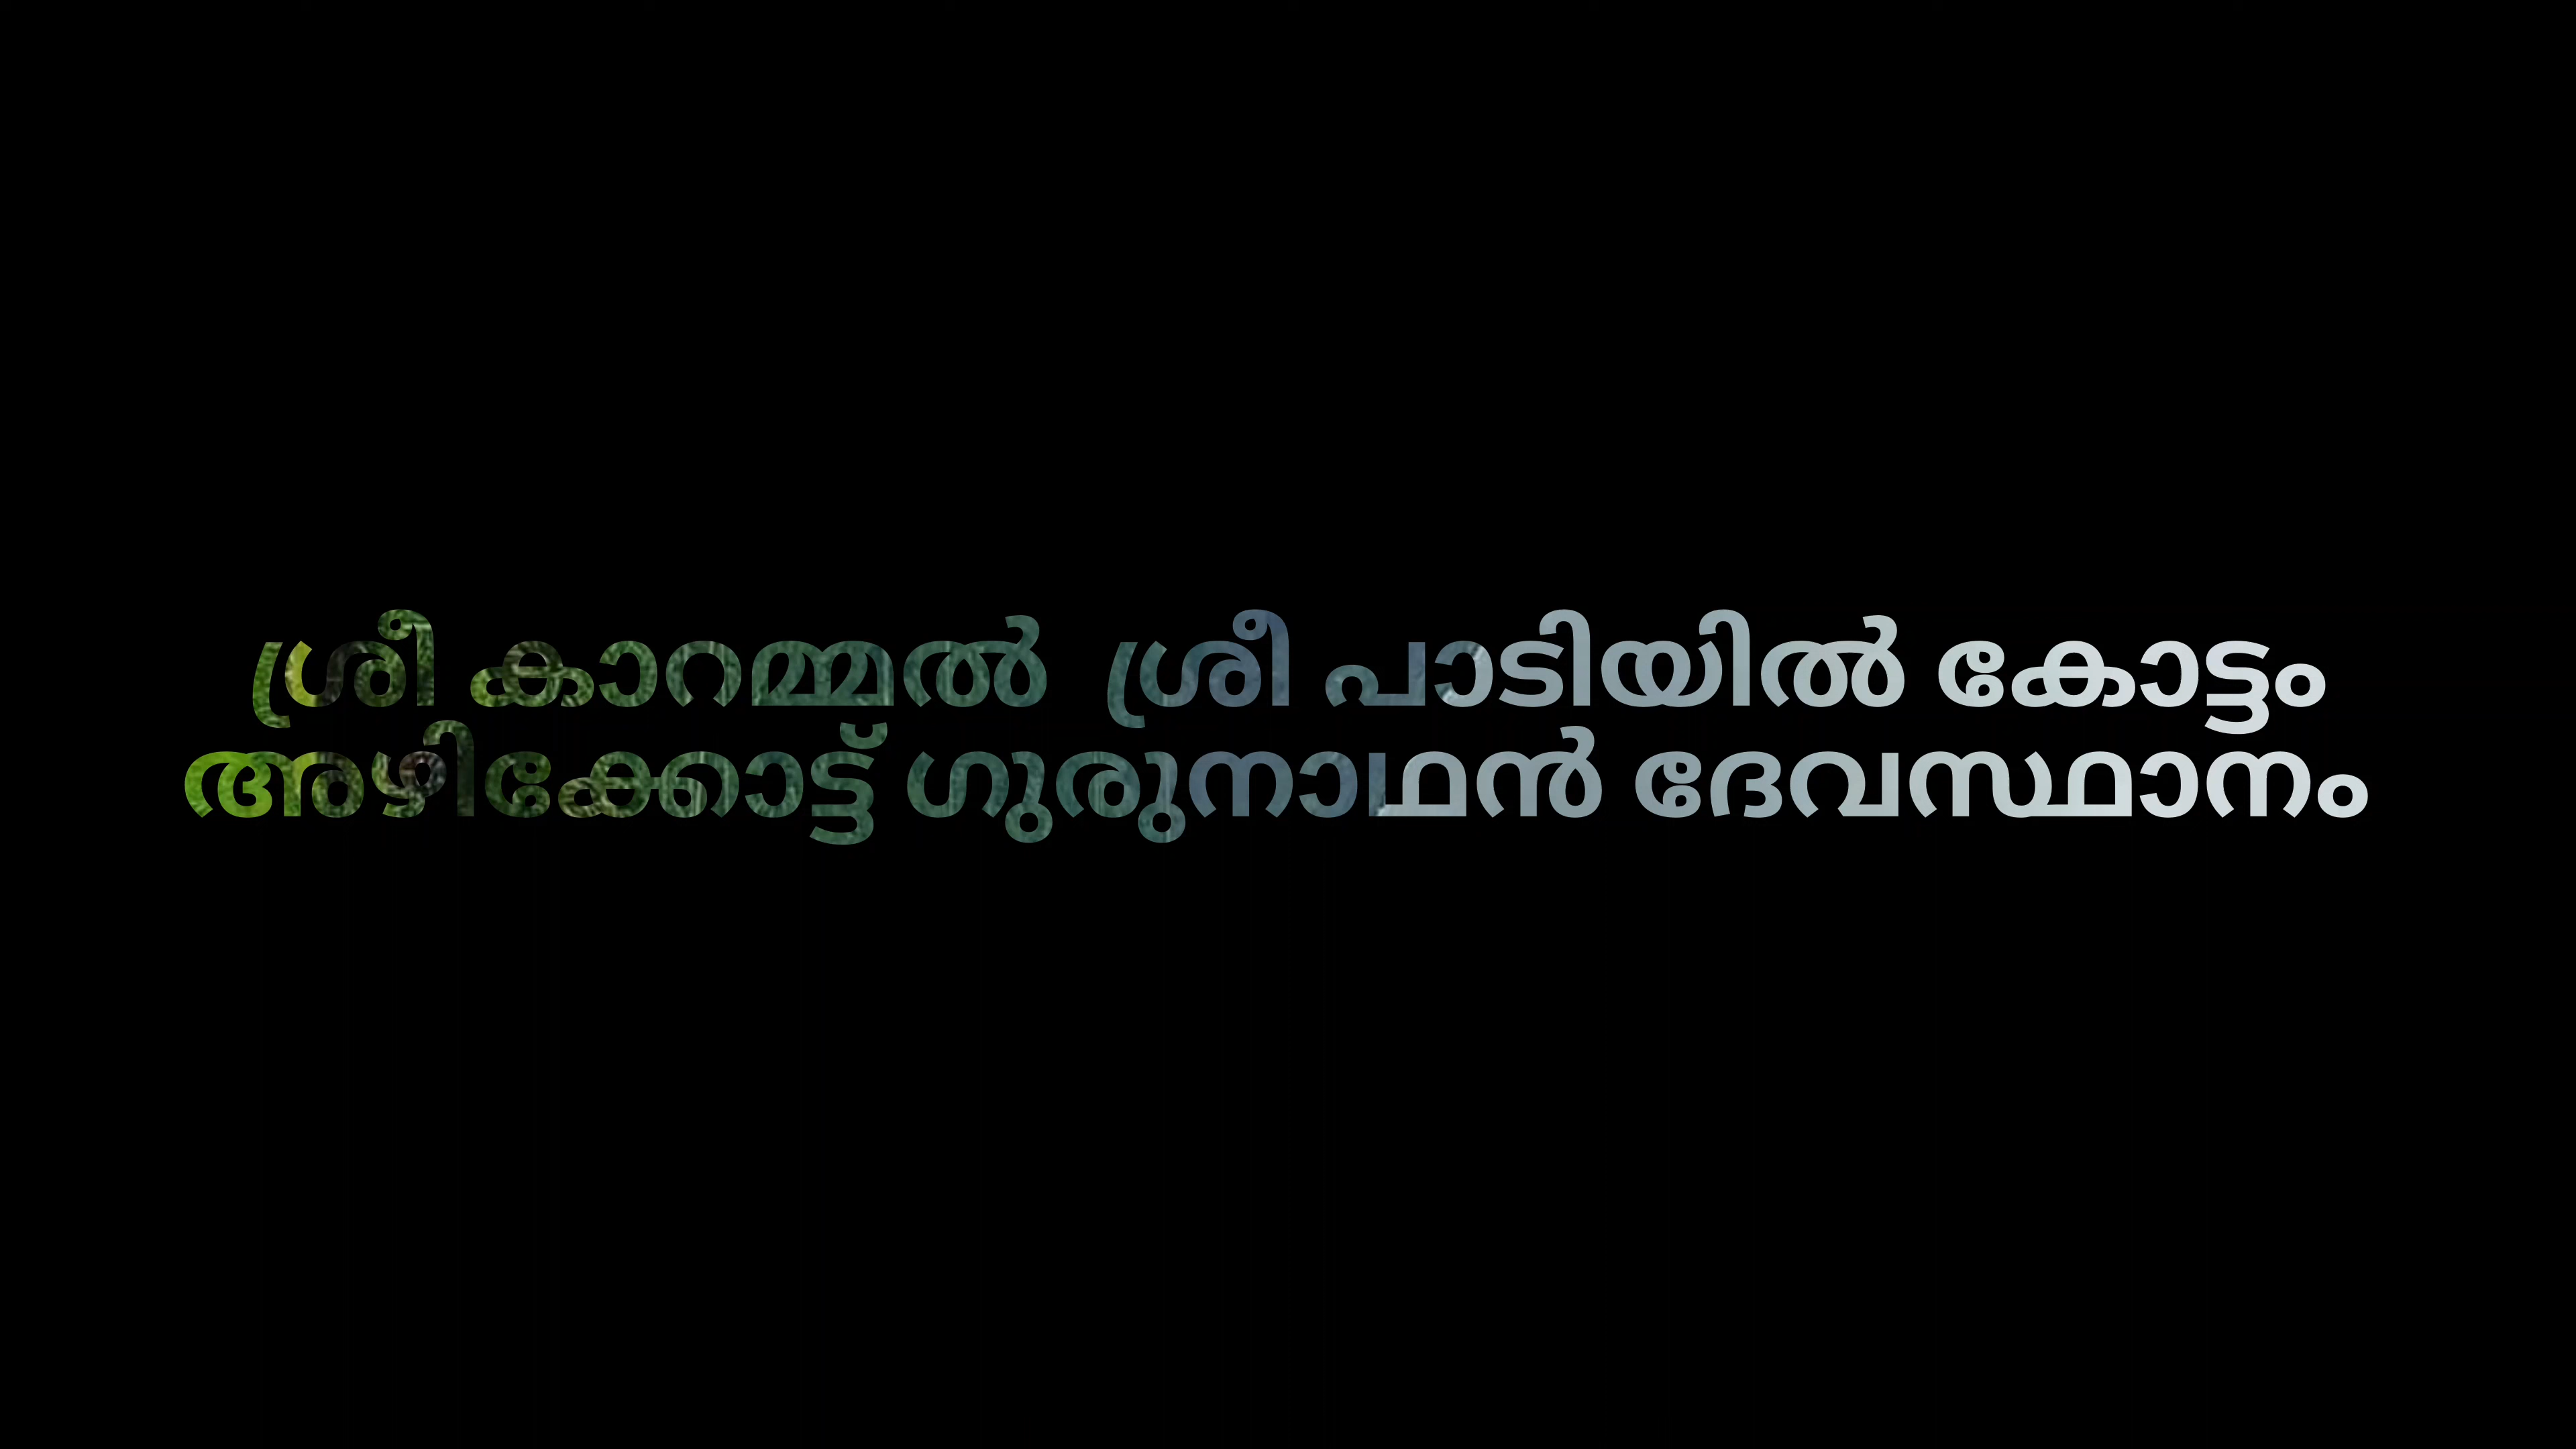 ശ്രീ കാറമ്മൽ ശ്രീ പാടിയിൽ കോട്ടം
അഴിക്കോട്ട് ഗുരുനാഥൻ ദേവസ്ഥാനം